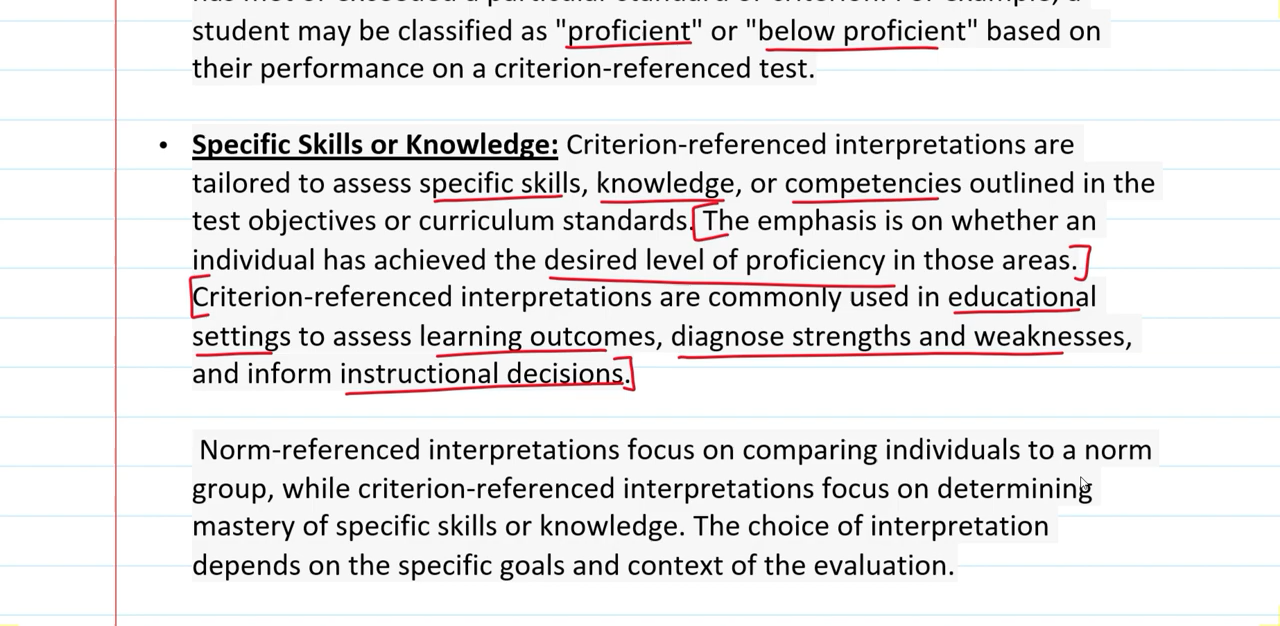 student may be classified as "proficient" or "below proficient" based on
their performance on a criterion-referenced test.
• Specific Skills or Knowledge: Criterion-referenced interpretations are
tailored to assess specific skills, knowledge, or competencies outlined in the
test objectives or curriculum standards. The emphasis is on whether an
individual has achieved the desired level of proficiency in those areas.
Criterion-referenced interpretations are commonly used in educational
settings to assess learning outcomes, diagnose strengths and weaknesses,
and inform instructional decisions.
Norm-referenced interpretations focus on comparing individuals to a norm
group, while criterion-referenced interpretations focus on determining
mastery of specific skills or knowledge. The choice of interpretation
depends on the specific goals and context of the evaluation.